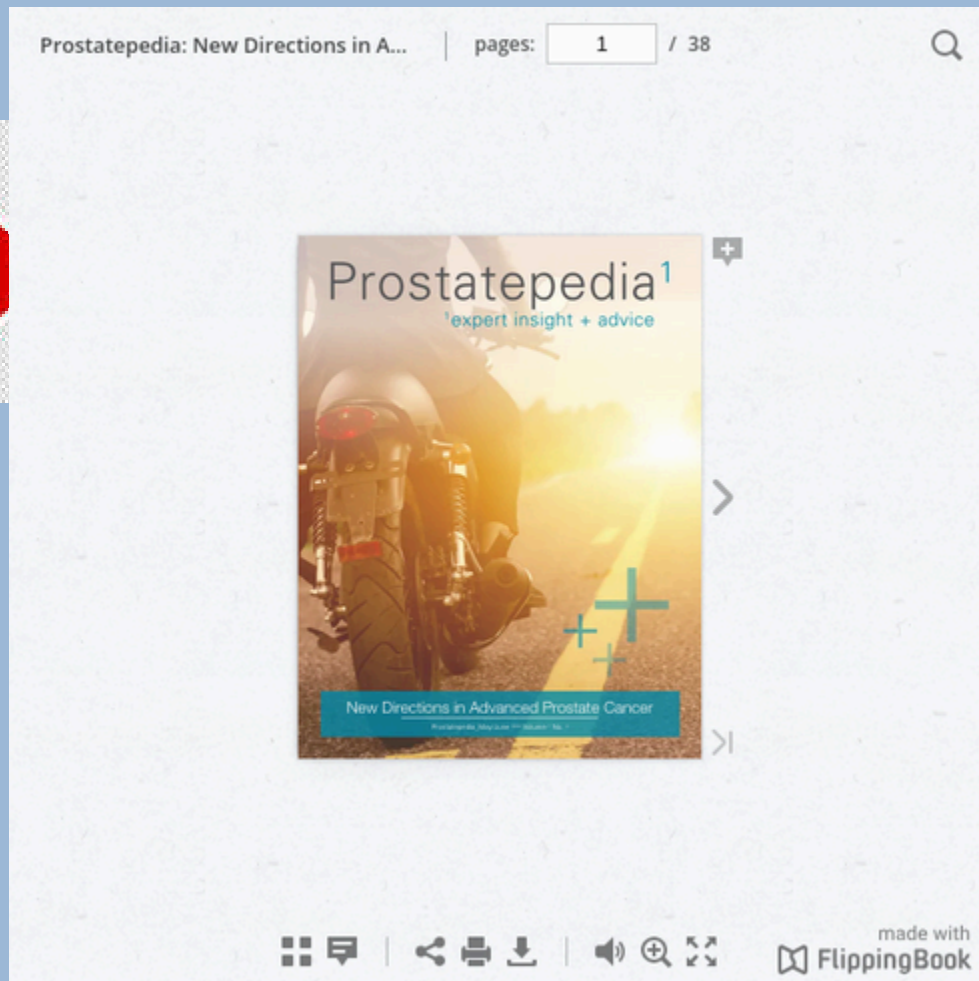 Prostatepedia: New Directions in A...
pages: 1 / 38
Prostatepedia¹
¹expert insight + advice
New Directions in Advanced Prostate Cancer
made with
FlippingBook